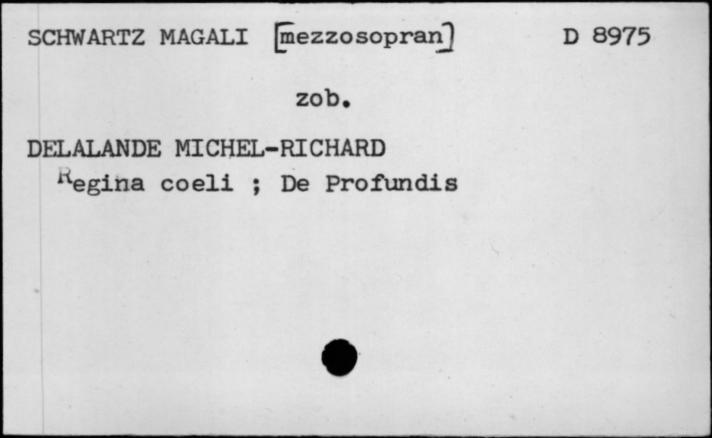 SCHWARTZ MAGALI [mezzosopran] D 8975
zob.
DELALANDE MICHEL-RICHARD
Regina coeli ; De Profundis